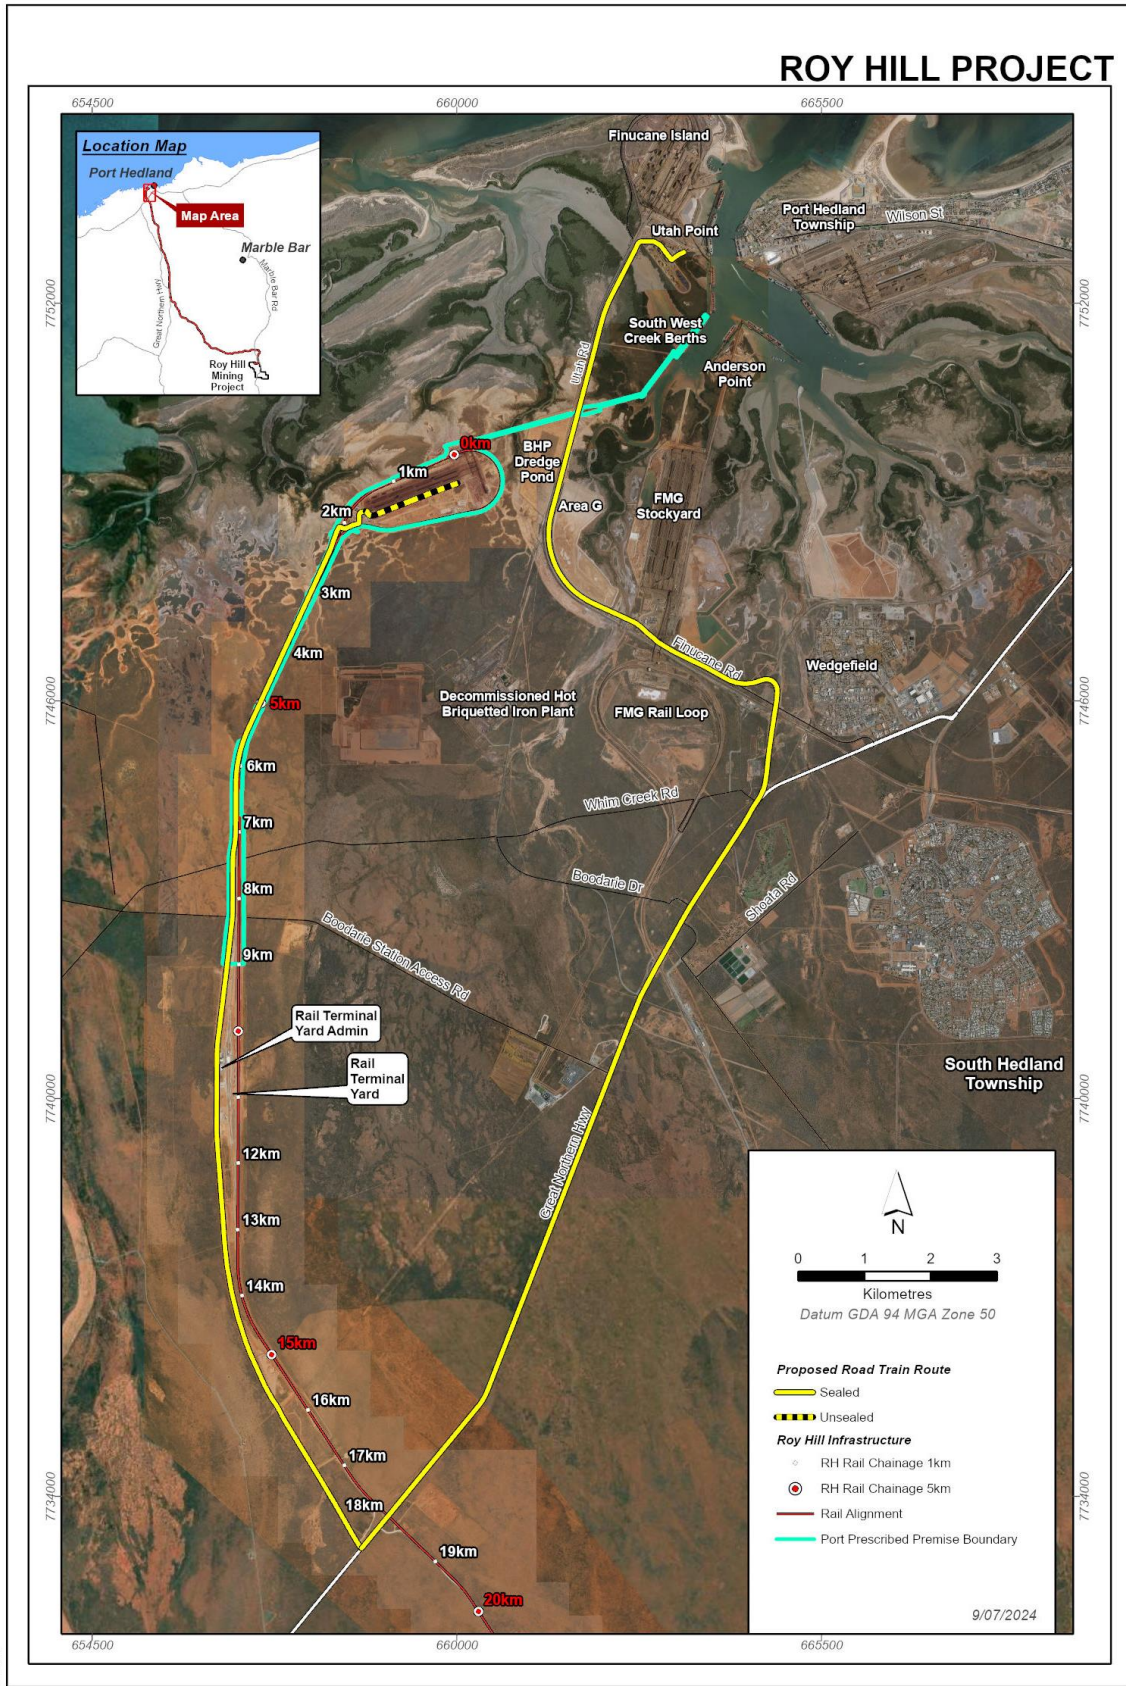 ROY HILL PROJECT
654500
660000
665500
Location Map
Port Hedland
Map Area
Marble Bar
Great Northern Hwy
Marble Bar Rd
Roy Hill
Mining
Project
Finucane Island
Port Hedland
Township
Wilson St
Utah Point
7752000
7752000
South West
Creek Berths
Utah Rd
Anderson
Point
0km
BHP
Dredge
Pond
1km
2km
Area G
FMG
Stockyard
3km
4km
Finucane Rd
Wedgefield
Decommissioned Hot
Briquetted Iron Plant
FMG Rail Loop
7746000
7746000
5km
6km
Whim Creek Rd
7km
8km
Boodarie Dr
Shoata Rd
Boodarie Station Access Rd
9km
Rail Terminal
Yard Admin
Rail
Terminal
Yard
South Hedland
Township
7740000
7740000
Great Northern Hwy
12km
13km
14km
15km
16km
17km
18km
19km
20km
7734000
7734000
N
0 1 2 3
Kilometres
Datum GDA 94 MGA Zone 50
Proposed Road Train Route
Sealed
Unsealed
Roy Hill Infrastructure
RH Rail Chainage 1km
RH Rail Chainage 5km
Rail Alignment
Port Prescribed Premise Boundary
9/07/2024
654500
660000
665500